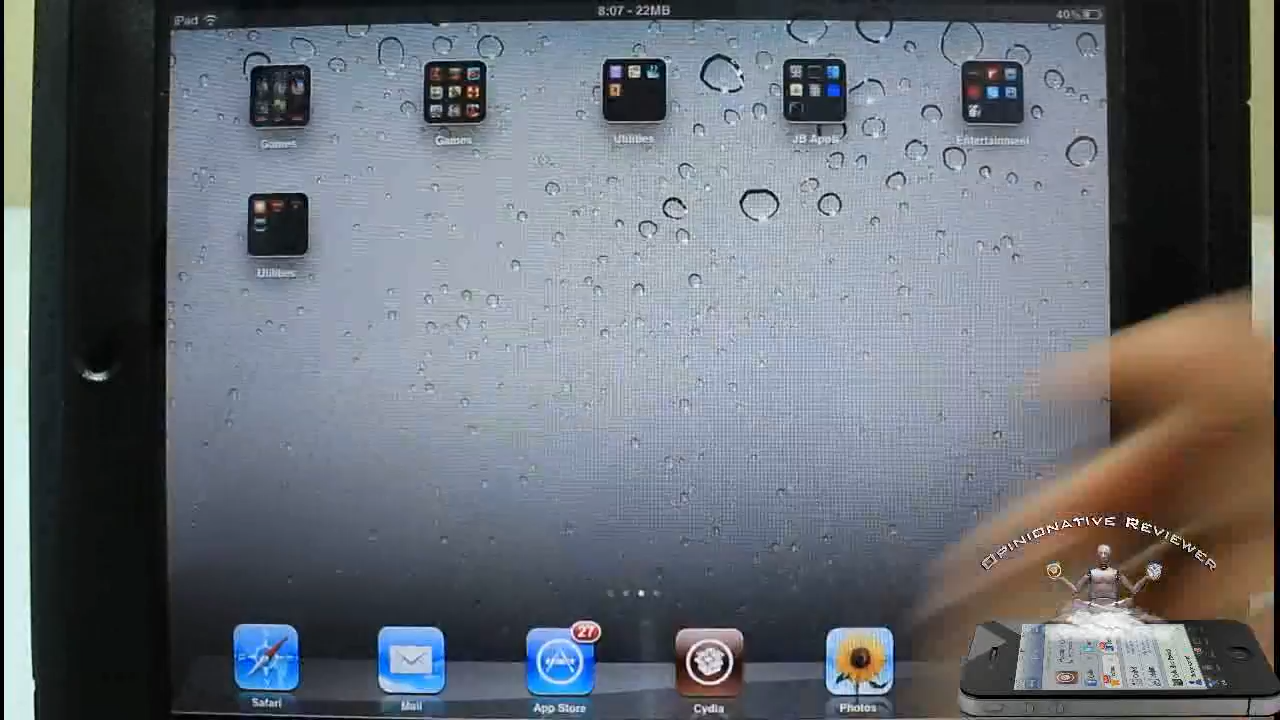 iPad
8:07 - 22MB
40%
Games
Games
Utilities
JB Apps
Entertainment
Utilities
27
Safari
Mail
App Store
Cydia
Photos
Opinionative Reviewer